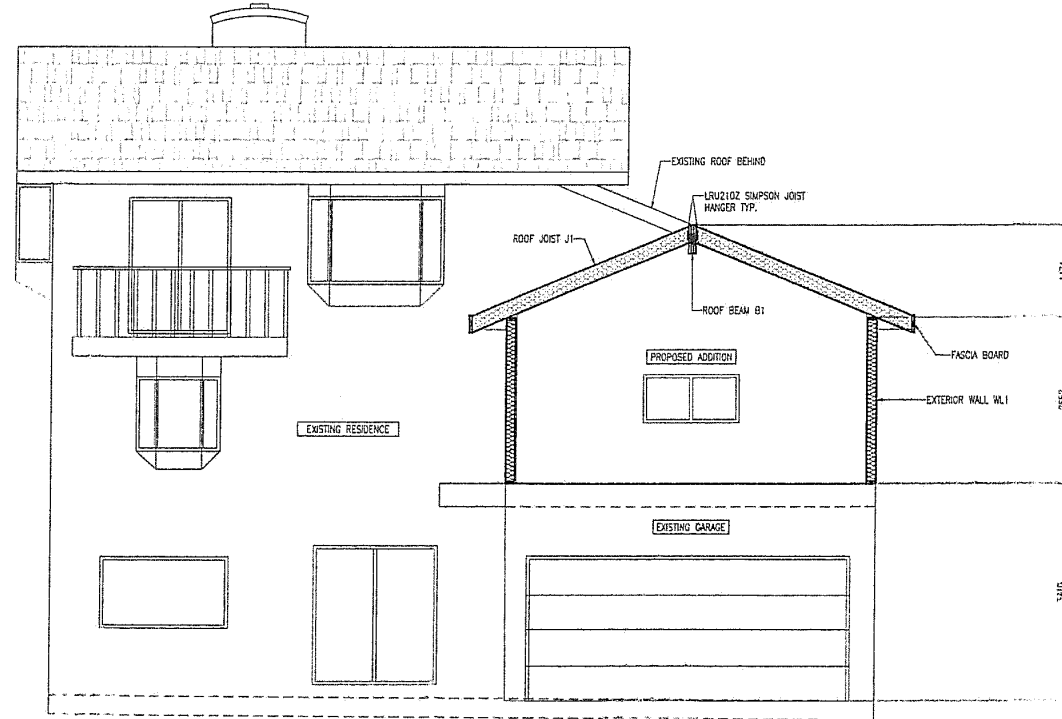 EXISTING ROOF BEHIND
LRU210Z SIMPSON JOIST
HANGER TYP.
ROOF JOIST J1
ROOF BEAM B1
PROPOSED ADDITION
FASCIA BOARD
EXTERIOR WALL WL1
EXISTING RESIDENCE
EXISTING GARAGE